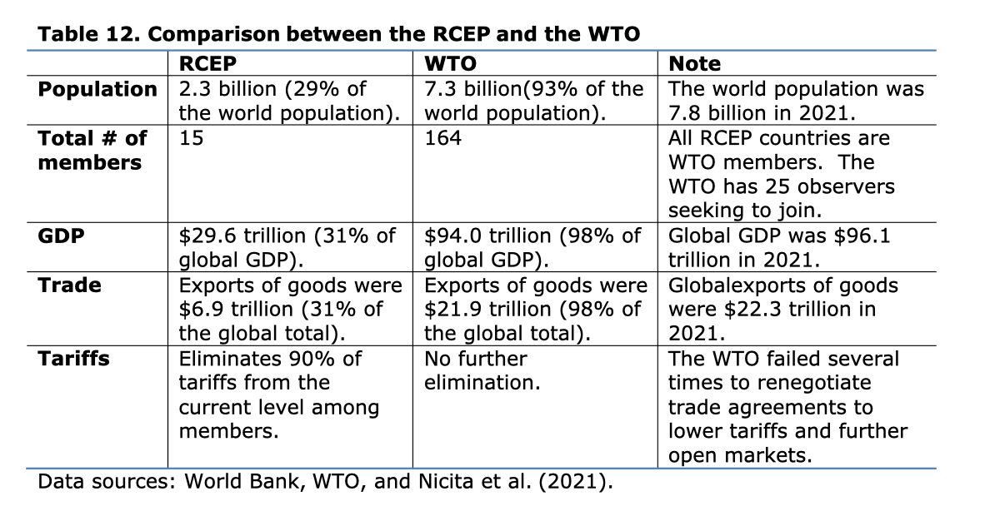 Table 12. Comparison between the RCEP and the WTO
RCEP WTO Note
Population 2.3 billion (29% of 7.3 billion(93% of the The world population was
the world population). world population). 7.8 billion in 2021.
Total # of 15 164 All RCEP countries are
members WTO members.  The
WTO has 25 observers
seeking to join.
GDP $29.6 trillion (31% of $94.0 trillion (98% of Global GDP was $96.1
global GDP). global GDP). trillion in 2021.
Trade Exports of goods were Exports of goods were Globalexports of goods
$6.9 trillion (31% of $21.9 trillion (98% of were $22.3 trillion in
the global total). the global total). 2021.
Tariffs Eliminates 90% of No further The WTO failed several
tariffs from the elimination. times to renegotiate
current level among trade agreements to
members. lower tariffs and further
open markets.
Data sources: World Bank, WTO, and Nicita et al. (2021).